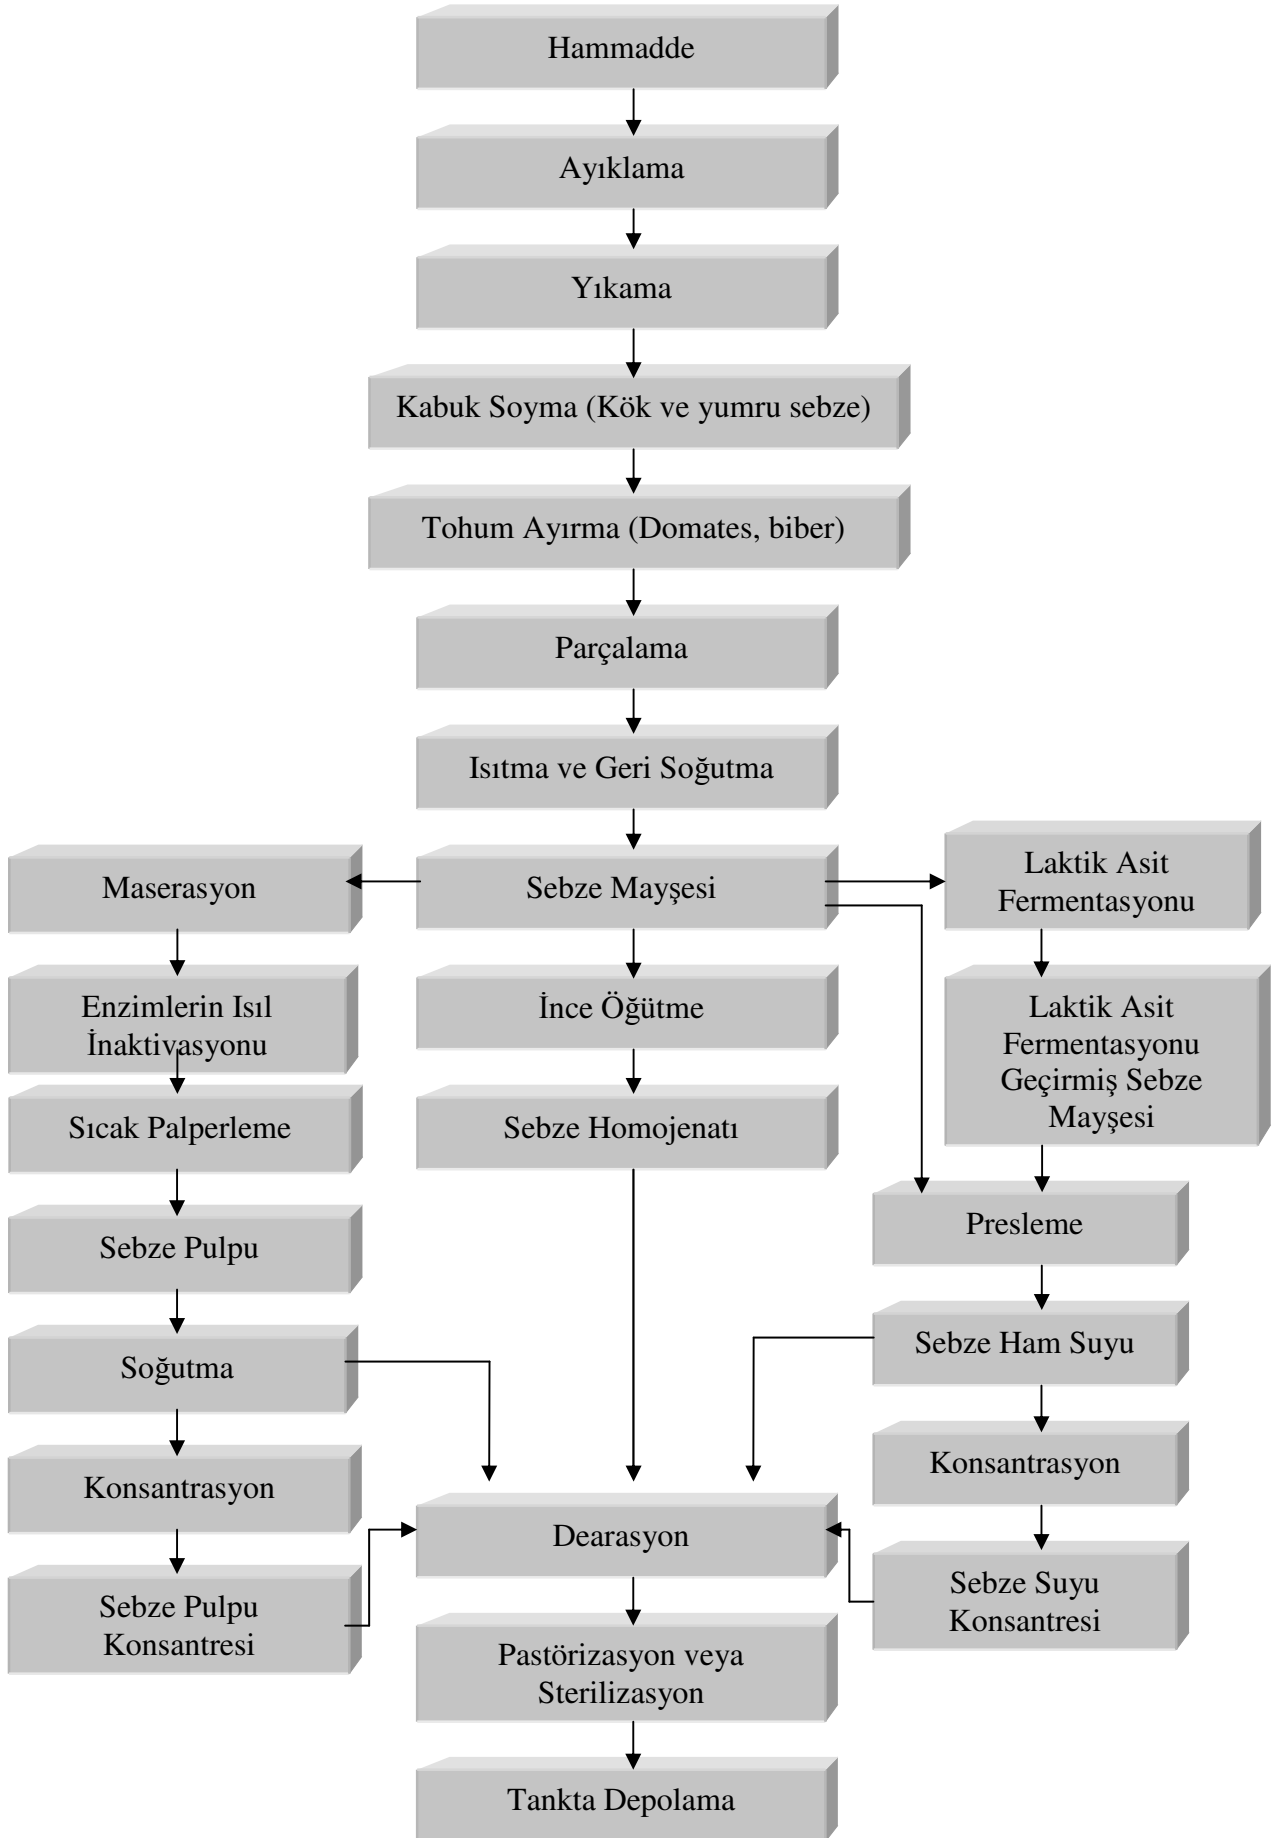 Hammadde
Ayıklama
Yıkama
Kabuk Soyma (Kök ve yumru sebze)
Tohum Ayırma (Domates, biber)
Parçalama
Isıtma ve Geri Soğutma
Sebze Mayşesi
Maserasyon
Enzimlerin Isıl
İnaktivasyonu
Sıcak Palperleme
Sebze Pulpu
Soğutma
Konsantrasyon
Sebze Pulpu
Konsantresi
İnce Öğütme
Sebze Homojenatı
Laktik Asit
Fermentasyonu
Laktik Asit
Fermentasyonu
Geçirmiş Sebze
Mayşesi
Presleme
Sebze Ham Suyu
Konsantrasyon
Sebze Suyu
Konsantresi
Dearasyon
Pastörizasyon veya
Sterilizasyon
Tankta Depolama